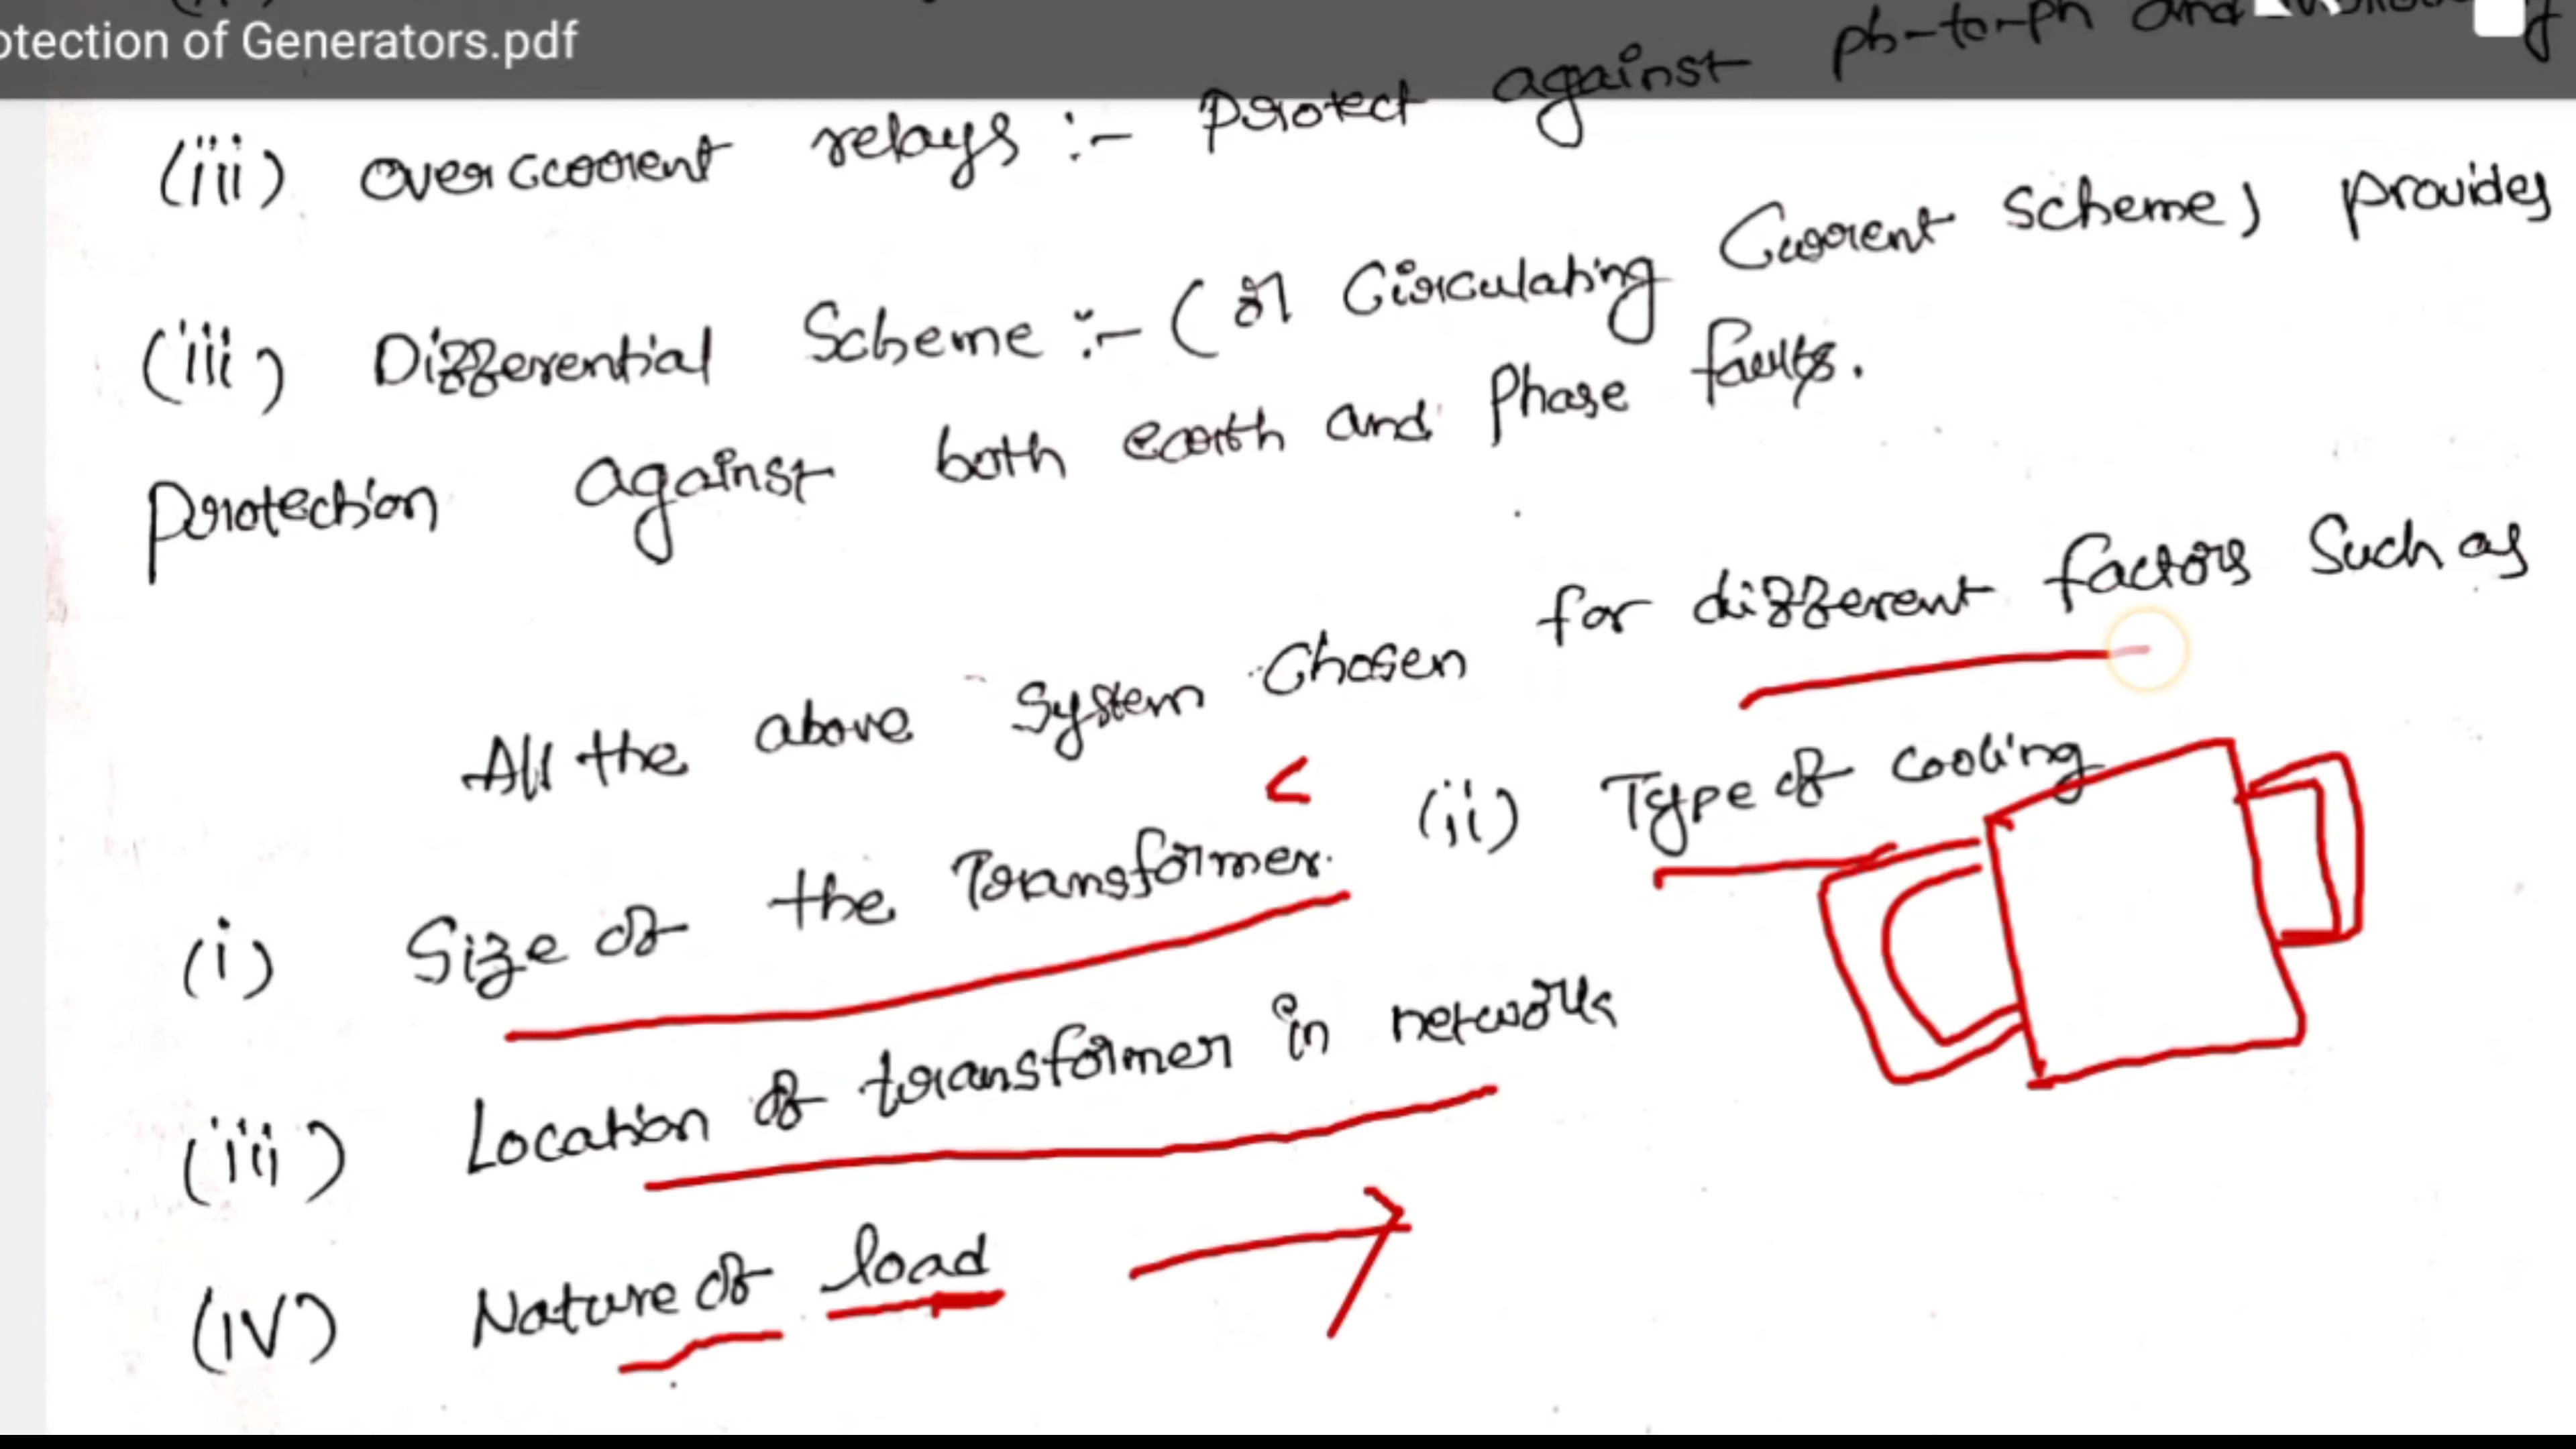 otection of Generators.pdf
(iii) overccorrent relays :- protect against ph-to-ph and
(iii) Differential Scheme :- (or Circulating Current scheme) provides
protection against both earth and phase faults.
All the above system chosen for different factors such as
(i) Size of the Transformer. (ii) Type of cooling
(iii) Location of transformer in network
(iv) Nature of load